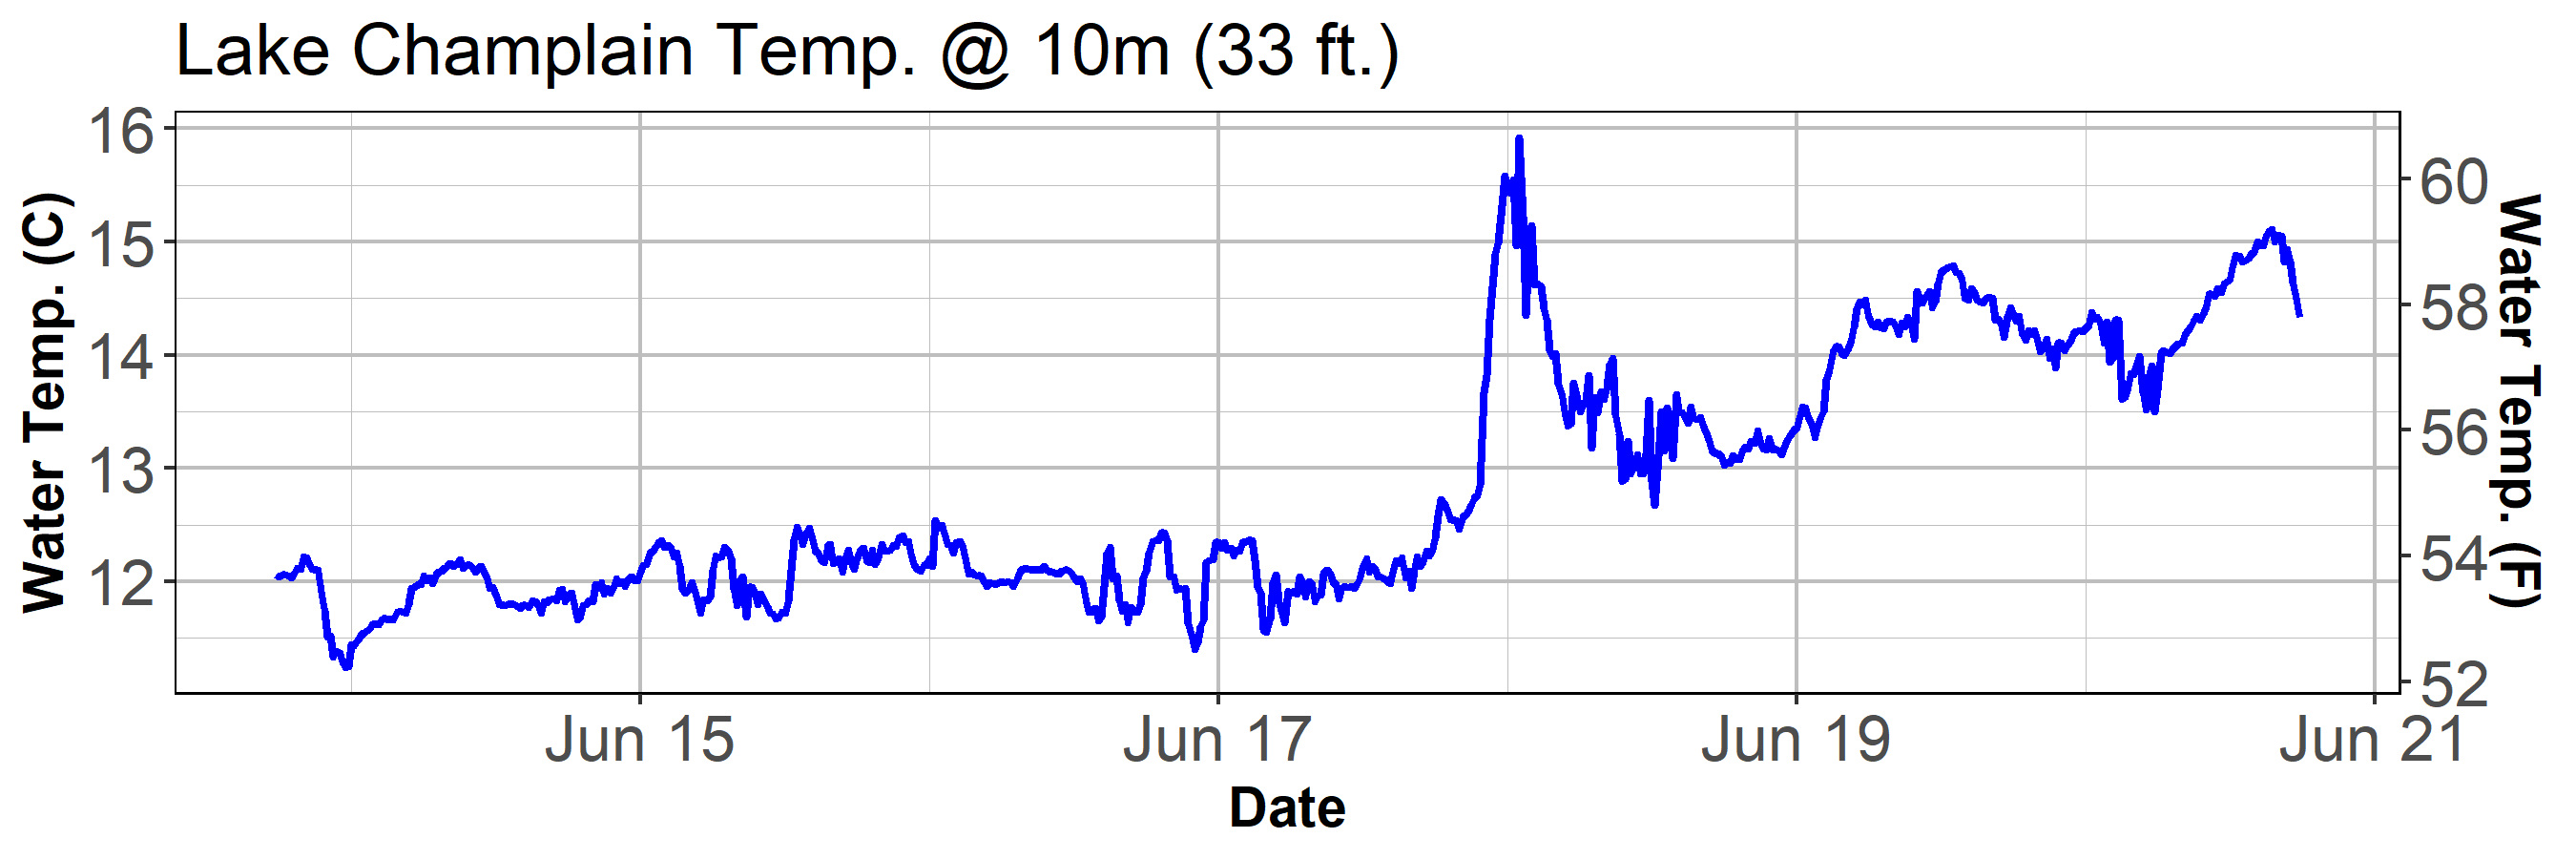 Lake Champlain Temp. @ 10m (33 ft.)
Water Temp. (C)
16
15
14
13
12
60
58
56
54
52
Water Temp. (F)
Jun 15 Jun 17 Jun 19 Jun 21
Date